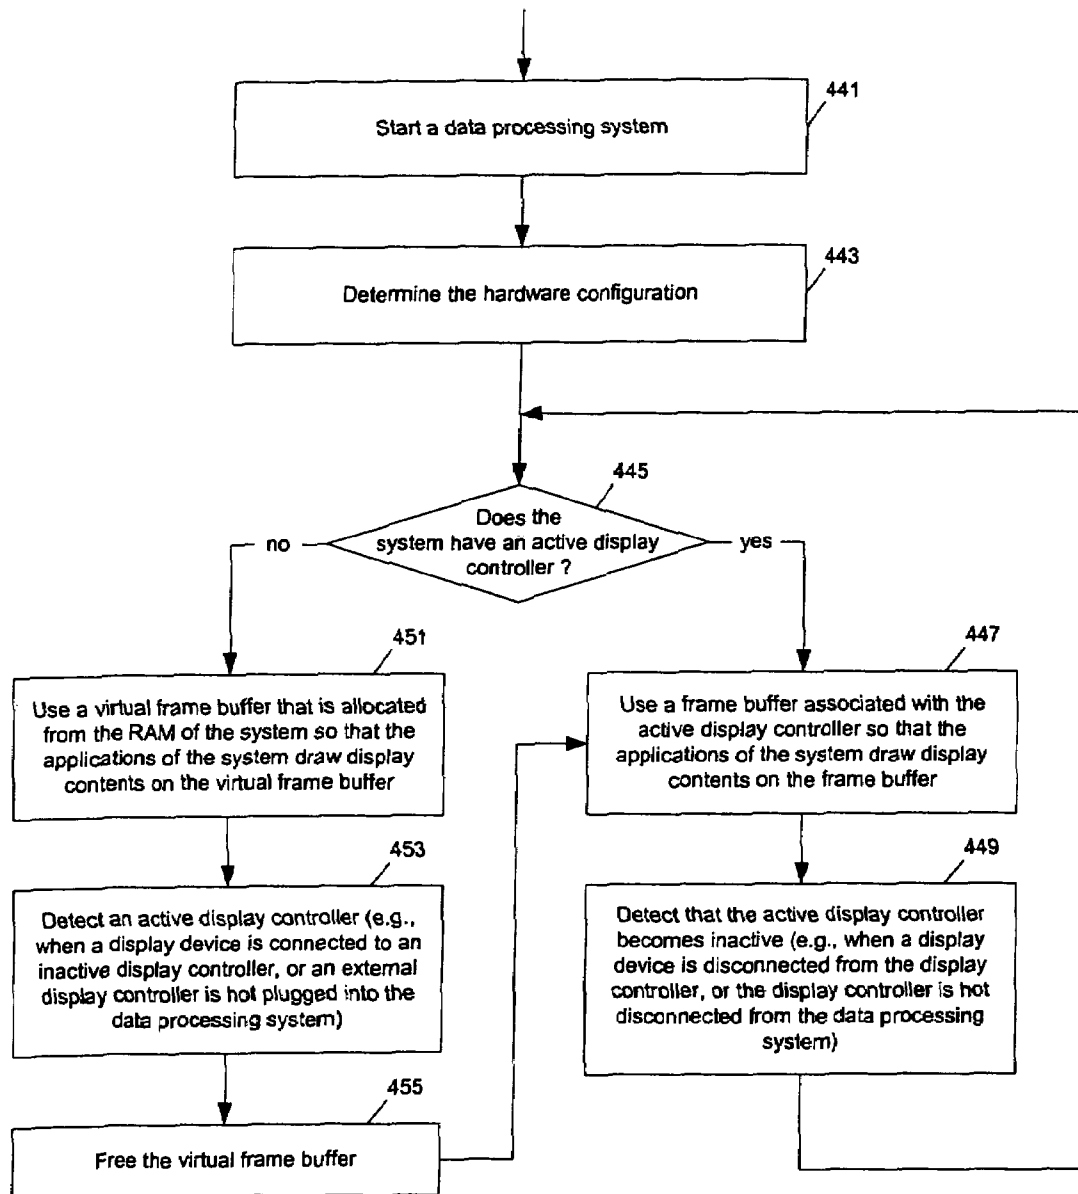 441
Start a data processing system
443
Determine the hardware configuration
445
Does the
system have an active display
controller ?
no
yes
451
Use a virtual frame buffer that is allocated
from the RAM of the system so that the
applications of the system draw display
contents on the virtual frame buffer
447
Use a frame buffer associated with the
active display controller so that the
applications of the system draw display
contents on the frame buffer
453
Detect an active display controller (e.g.,
when a display device is connected to an
inactive display controller, or an external
display controller is hot plugged into the
data processing system)
449
Detect that the active display controller
becomes inactive (e.g., when a display
device is disconnected from the display
controller, or the display controller is hot
disconnected from the data processing
system)
455
Free the virtual frame buffer